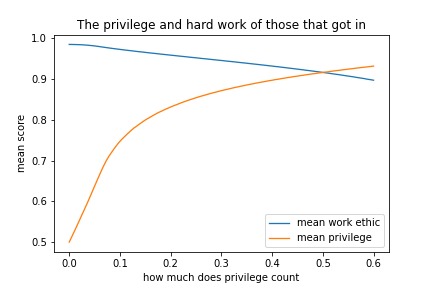 The privilege and hard work of those that got in
1.0
0.9
0.8
0.7
0.6
0.5
mean score
mean work ethic
mean privilege
0.0 0.1 0.2 0.3 0.4 0.5 0.6
how much does privilege count